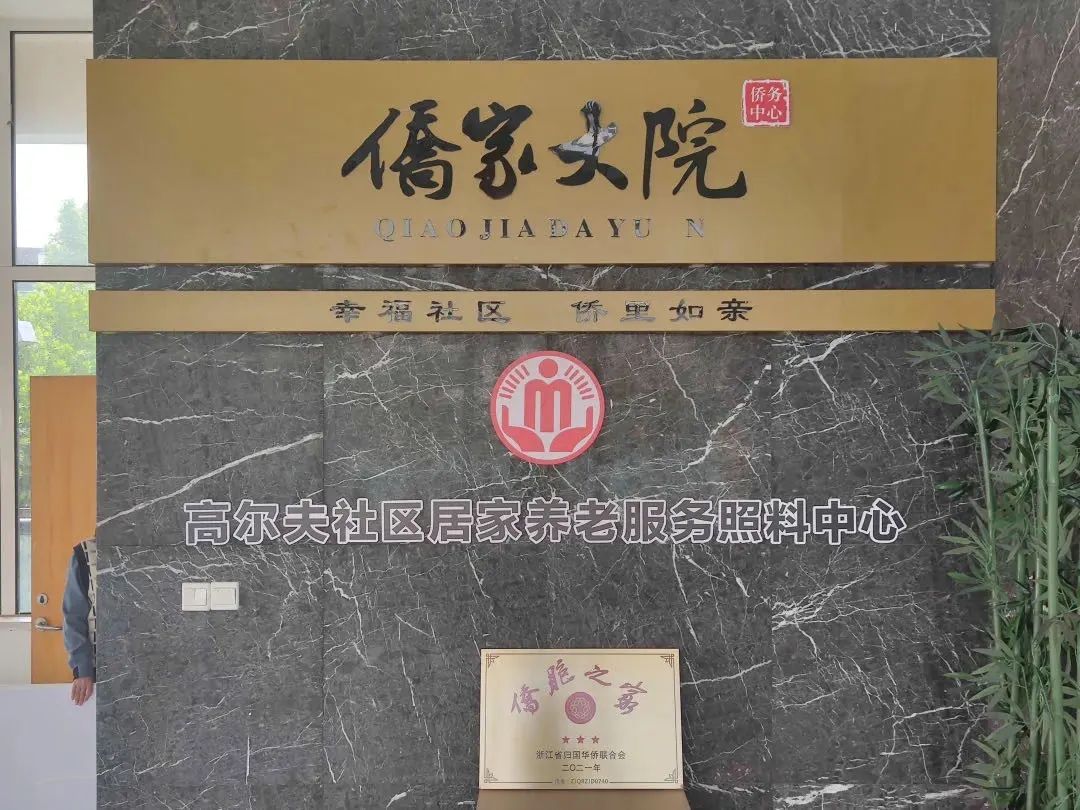 僑家大院
侨务
中心
QIAO JIA DA YU N
幸福社区 侨里如亲
高尔夫社区居家养老服务照料中心
僑胞之家
浙江省归国华侨联合会
二〇二一年